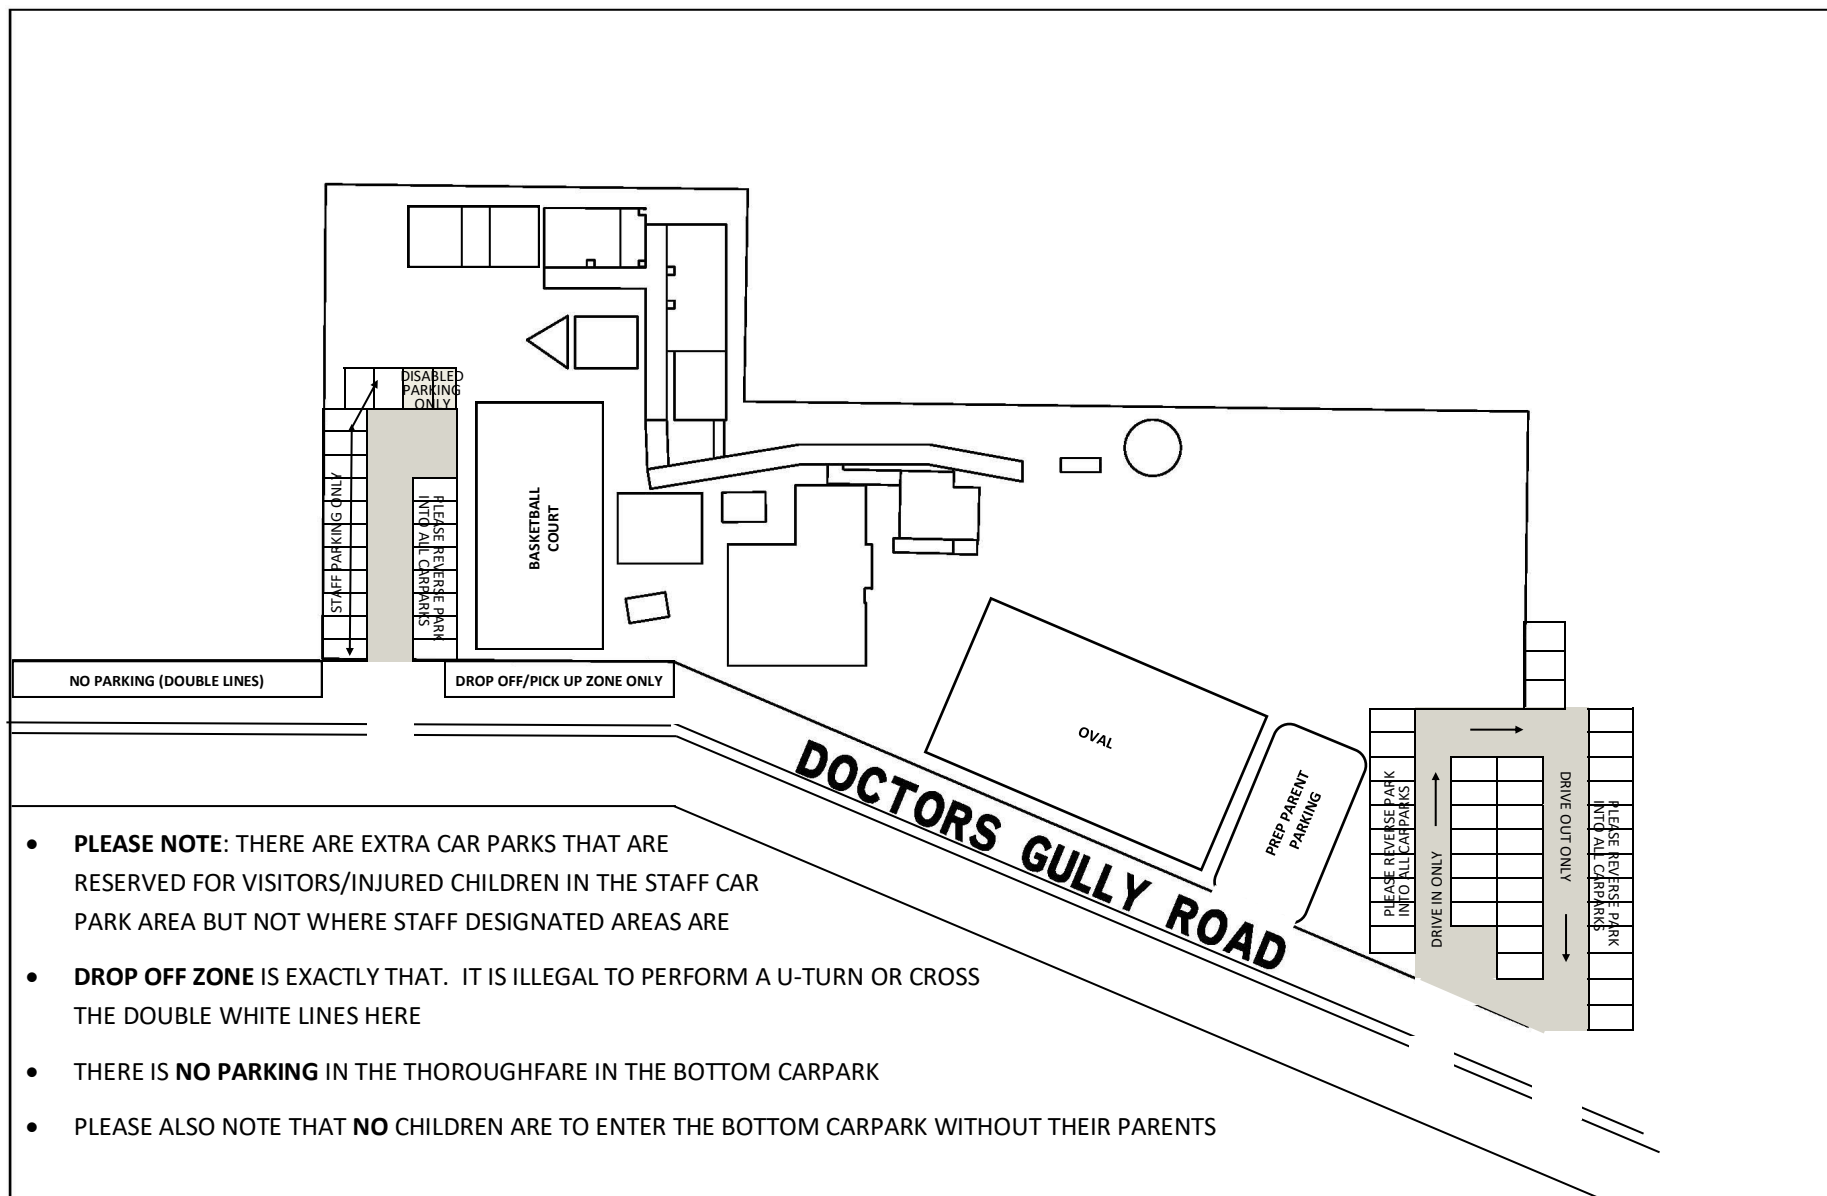 DISABLED
PARKING
ONLY
STAFF PARKING ONLY
PLEASE REVERSE PARK
INTO ALL CARPARKS
BASKETBALL
COURT
NO PARKING (DOUBLE LINES)
DROP OFF/PICK UP ZONE ONLY
OVAL
DOCTORS GULLY ROAD
PREP PARENT
PARKING
PLEASE REVERSE PARK
INTO ALL CARPARKS
DRIVE IN ONLY
DRIVE OUT ONLY
PLEASE REVERSE PARK
INTO ALL CARPARKS
• PLEASE NOTE: THERE ARE EXTRA CAR PARKS THAT ARE
RESERVED FOR VISITORS/INJURED CHILDREN IN THE STAFF CAR
PARK AREA BUT NOT WHERE STAFF DESIGNATED AREAS ARE
• DROP OFF ZONE IS EXACTLY THAT. IT IS ILLEGAL TO PERFORM A U-TURN OR CROSS
THE DOUBLE WHITE LINES HERE
• THERE IS NO PARKING IN THE THOROUGHFARE IN THE BOTTOM CARPARK
• PLEASE ALSO NOTE THAT NO CHILDREN ARE TO ENTER THE BOTTOM CARPARK WITHOUT THEIR PARENTS